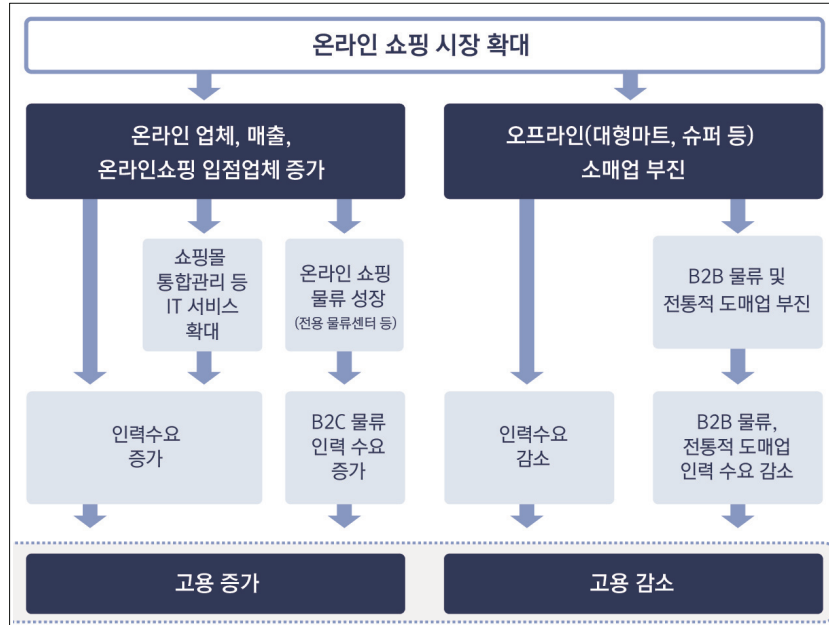 온라인 쇼핑 시장 확대
온라인 업체, 매출,
온라인쇼핑 입점업체 증가
오프라인(대형마트, 슈퍼 등)
소매업 부진
쇼핑몰
통합관리 등
IT 서비스
확대
온라인 쇼핑
물류 성장
(전용 물류센터 등)
B2B 물류 및
전통적 도매업 부진
인력수요
증가
B2C 물류
인력 수요
증가
인력수요
감소
B2B 물류,
전통적 도매업
인력 수요 감소
고용 증가
고용 감소